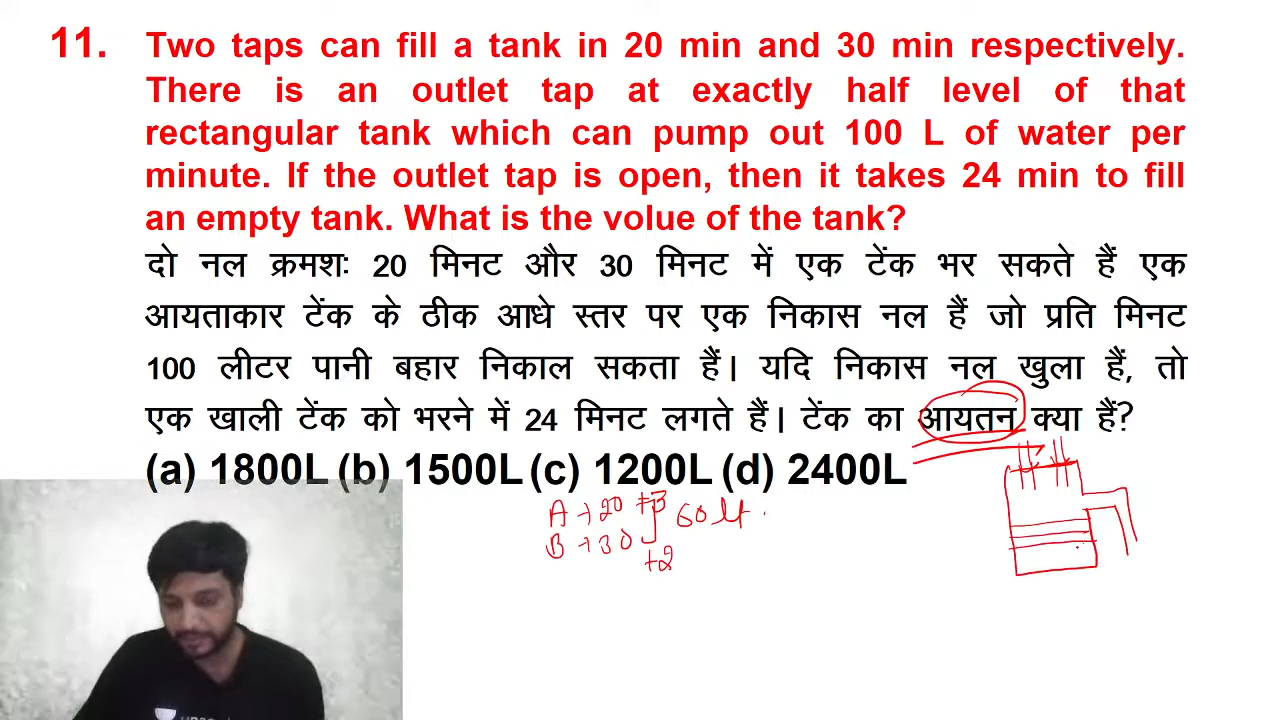 11. Two taps can fill a tank in 20 min and 30 min respectively.
There is an outlet tap at exactly half level of that
rectangular tank which can pump out 100 L of water per
minute. If the outlet tap is open, then it takes 24 min to fill
an empty tank. What is the volue of the tank?
दो नल क्रमशः 20 मिनट और 30 मिनट में एक टेंक भर सकते हैं एक
आयताकार टेंक के ठीक आधे स्तर पर एक निकास नल हैं जो प्रति मिनट
100 लीटर पानी बहार निकाल सकता हैं। यदि निकास नल खुला हैं, तो
एक खाली टेंक को भरने में 24 मिनट लगते हैं। टेंक का आयतन क्या हैं?
(a) 1800L (b) 1500L (c) 1200L (d) 2400L
A → 20 +3
60 lt.
B → 30
+2